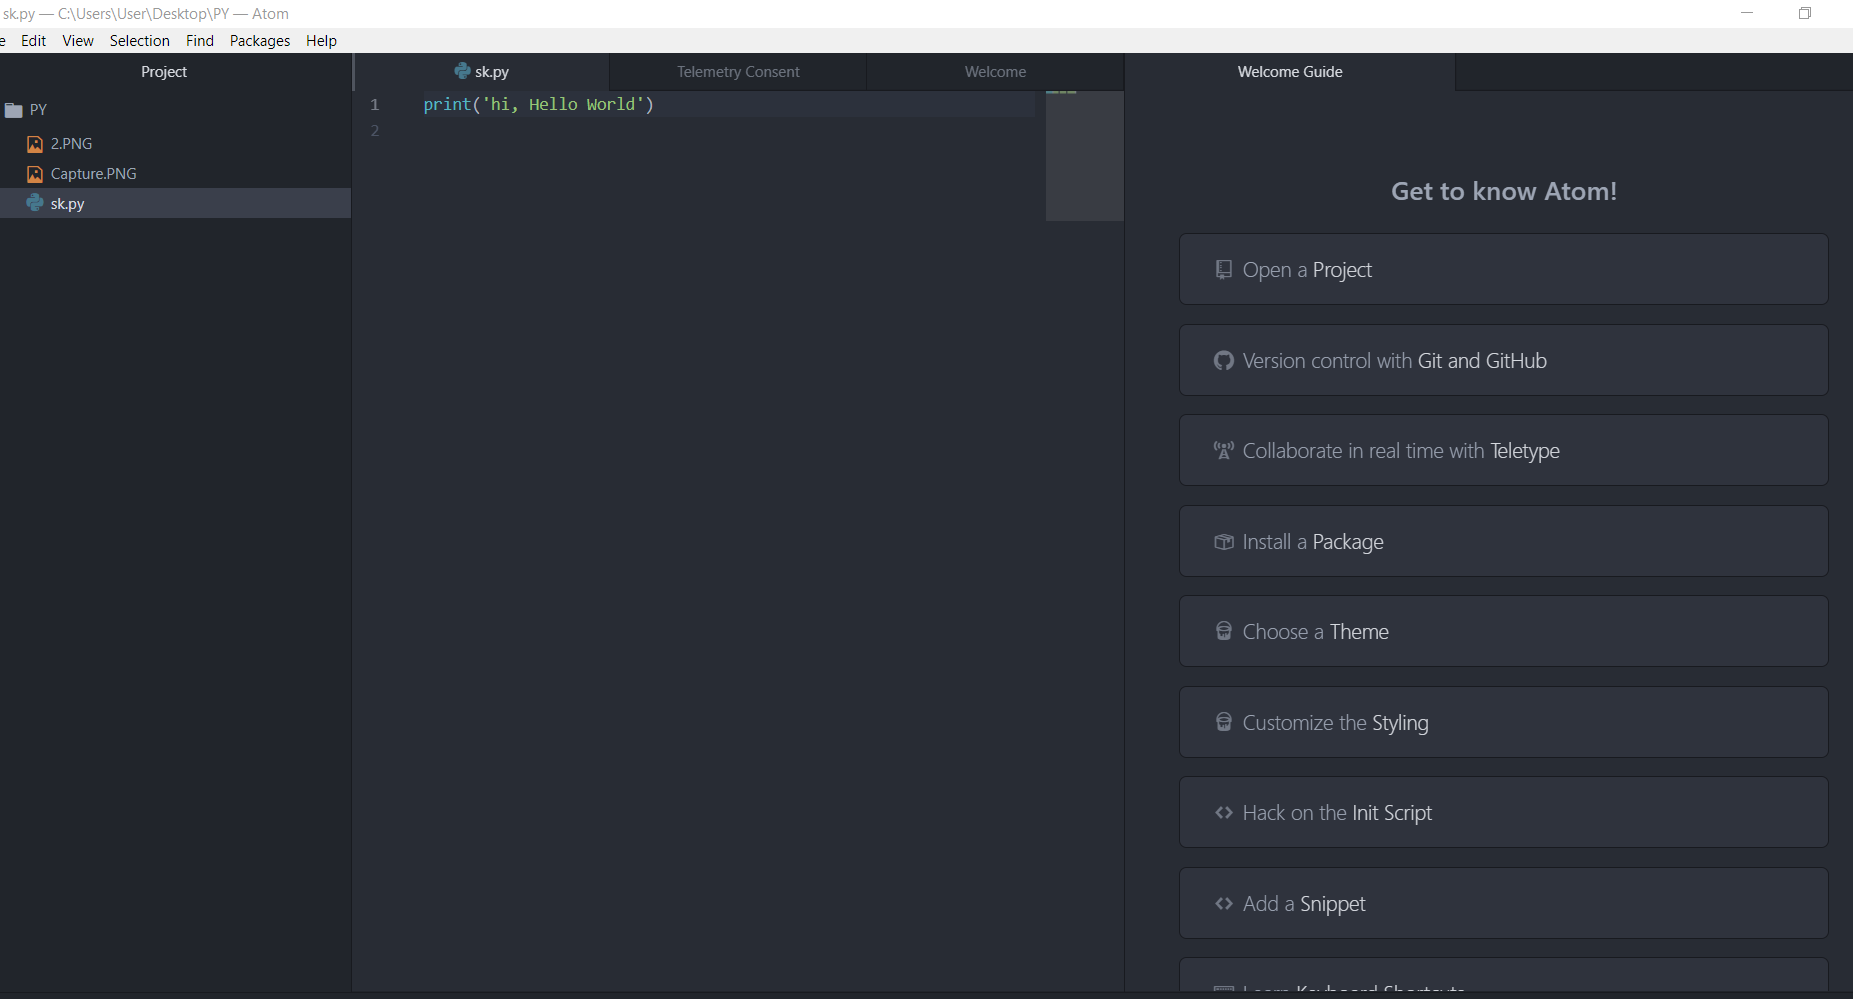 sk.py — C:\Users\User\Desktop\PY — Atom
e Edit View Selection Find Packages Help
Project
sk.py
Telemetry Consent
Welcome
Welcome Guide
PY
2.PNG
Capture.PNG
sk.py
1 print('hi, Hello World')
2
Get to know Atom!
Open a Project
Version control with Git and GitHub
Collaborate in real time with Teletype
Install a Package
Choose a Theme
Customize the Styling
Hack on the Init Script
Add a Snippet
Learn Keyboard Shortcuts